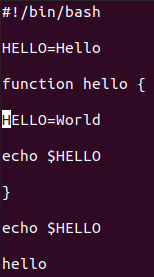 #!/bin/bash
HELLO=Hello
function hello {
HELLO=World
echo $HELLO
}
echo $HELLO
hello